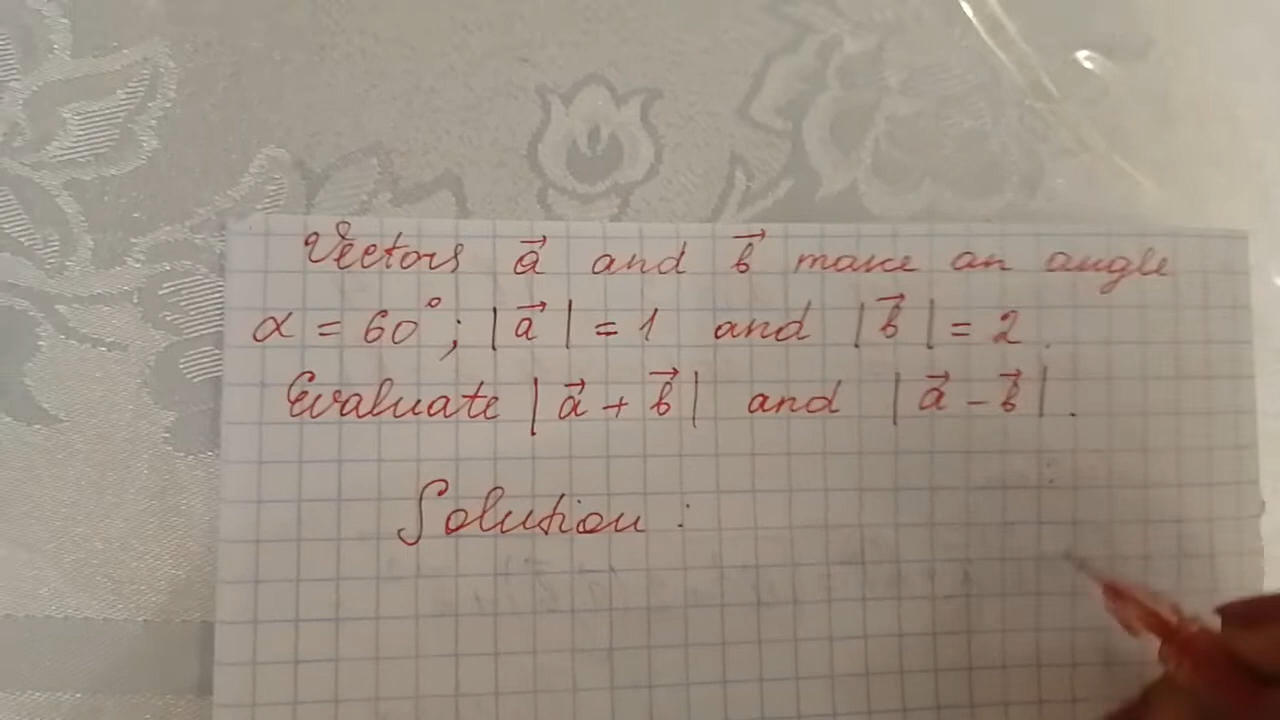 Vectors a⃗ and b⃗ make an angle
α = 60°; |a⃗| = 1 and |b⃗| = 2.
Evaluate |a⃗ + b⃗| and |a⃗ - b⃗|.
Solution: